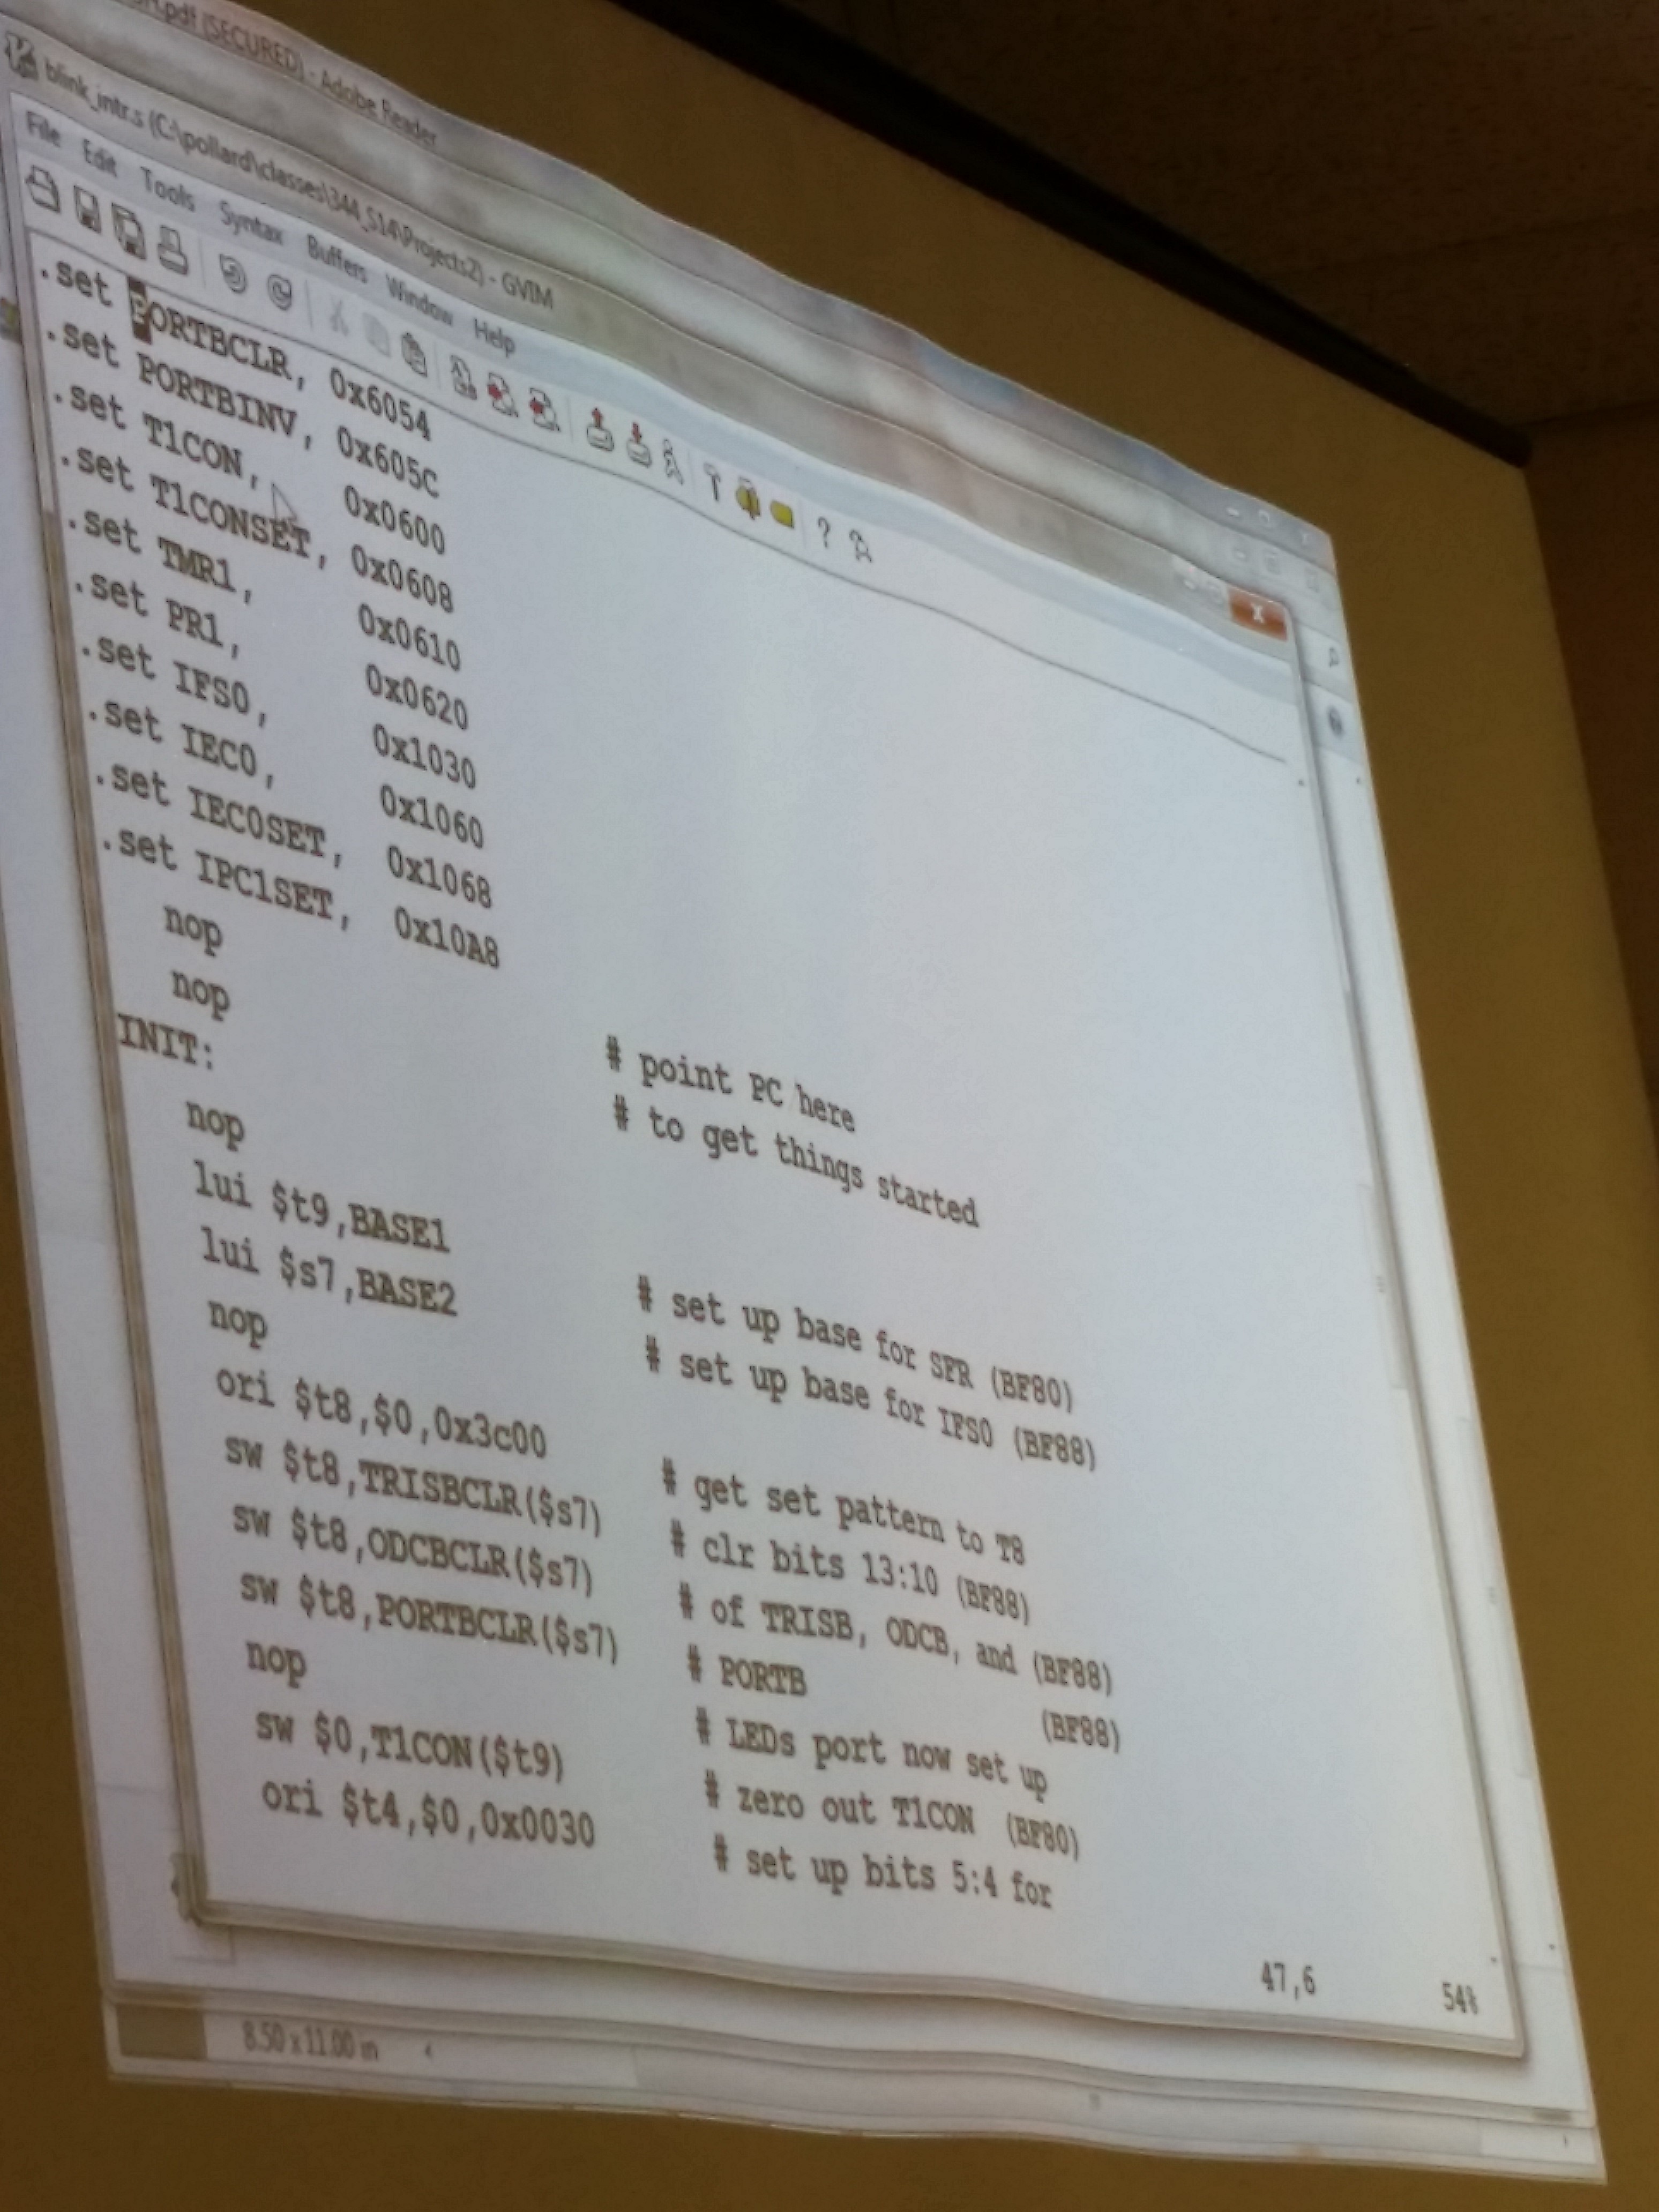 .pdf (SECURED) - Adobe Reader
blink_intr.s (C:\pollard\classes\344_S14\Projects2) - GVIM
File Edit Tools Syntax Buffers Window Help
.set PORTBCLR, 0x6054
.set PORTBINV, 0x605C
.set T1CON, 0x0600
.set T1CONSET, 0x0608
.set TMR1, 0x0610
.set PR1, 0x0620
.set IFS0, 0x1030
.set IEC0, 0x1060
.set IEC0SET, 0x1068
.set IPC1SET, 0x10A8
nop
nop
INIT: # point PC here
nop # to get things started
lui $t9,BASE1 # set up base for SFR (BF80)
lui $s7,BASE2 # set up base for IFS0 (BF88)
nop
ori $t8,$0,0x3c00 # get set pattern to T8
sw $t8,TRISBCLR($s7) # clr bits 13:10 (BF88)
sw $t8,ODCBCLR($s7) # of TRISB, ODCB, and (BF88)
sw $t8,PORTBCLR($s7) # PORTB (BF88)
nop # LEDs port now set up
sw $0,T1CON($t9) # zero out T1CON (BF80)
ori $t4,$0,0x0030 # set up bits 5:4 for
47,6 54%
8.50 x 11.00 in